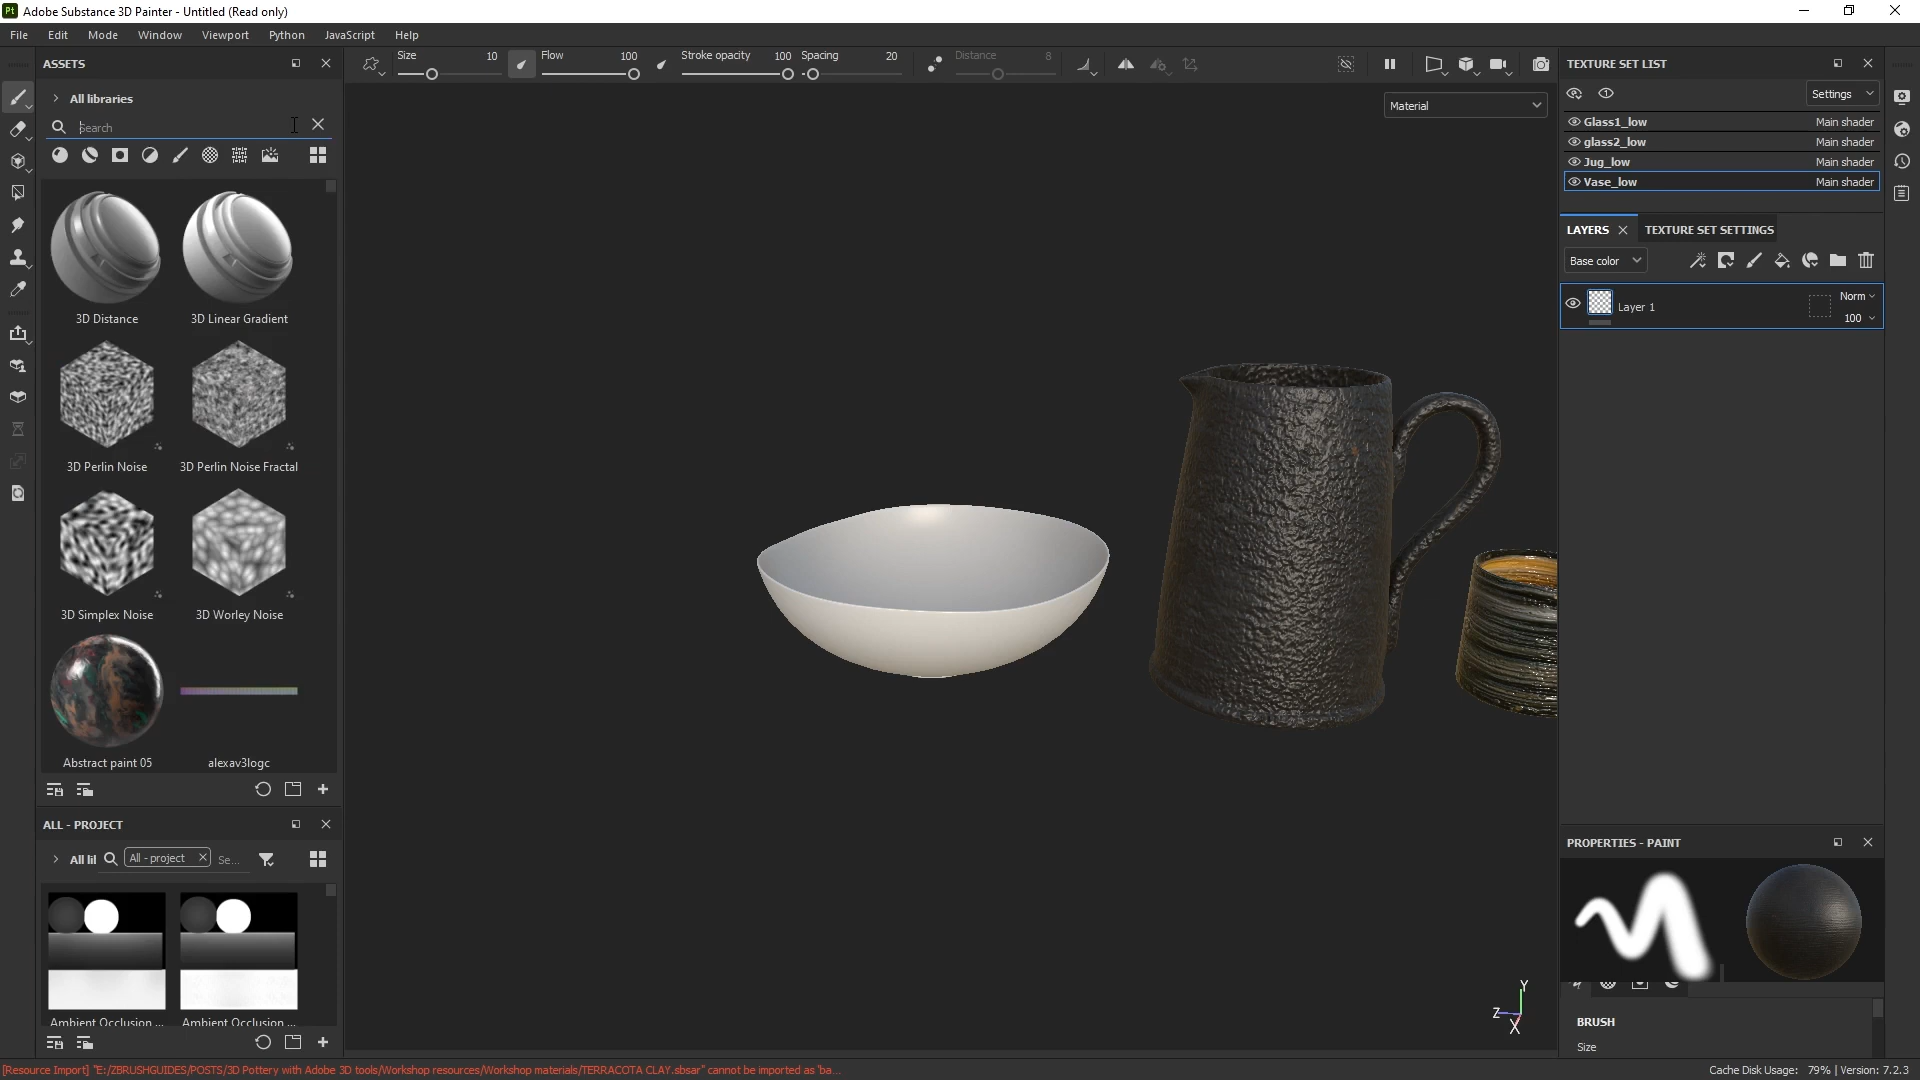 Pt Adobe Substance 3D Painter - Untitled (Read only)
File Edit Mode Window Viewport Python JavaScript Help
ASSETS
Size 10 Flow 100 Stroke opacity 100 Spacing 20 Distance 8
TEXTURE SET LIST
All libraries
Settings
Search
Material
Glass1_low Main shader
glass2_low Main shader
Jug_low Main shader
Vase_low Main shader
LAYERS TEXTURE SET SETTINGS
Base color
Layer 1 Norm
100
3D Distance 3D Linear Gradient
3D Perlin Noise 3D Perlin Noise Fractal
3D Simplex Noise 3D Worley Noise
Abstract paint 05 alexav3logc
ALL - PROJECT
All lil All - project Se...
PROPERTIES - PAINT
Ambient Occlusion ... Ambient Occlusion ...
Y
Z
X
BRUSH
Size
[Resource Import] "E:/ZBRUSHGUIDES/POSTS/3D Pottery with Adobe 3D tools/Workshop resources/Workshop materials/TERRACOTA CLAY.sbsar" cannot be imported as 'ba...
Cache Disk Usage: 79% | Version: 7.2.3